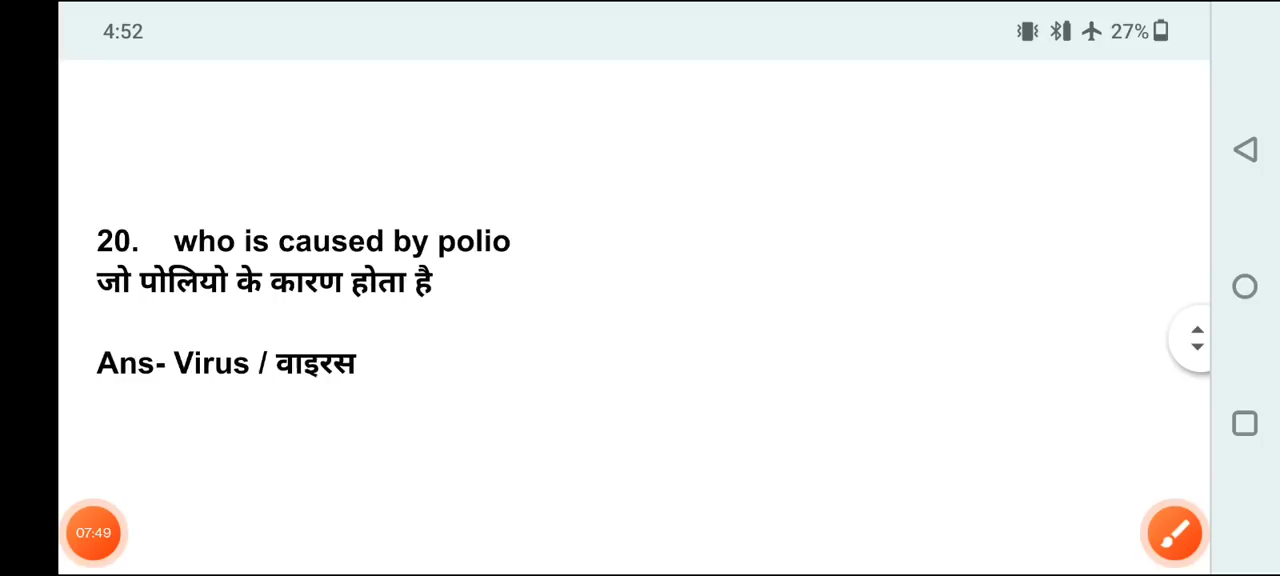 4:52 27%
20. who is caused by polio
जो पोलियो के कारण होता है
Ans- Virus / वाइरस
07:49